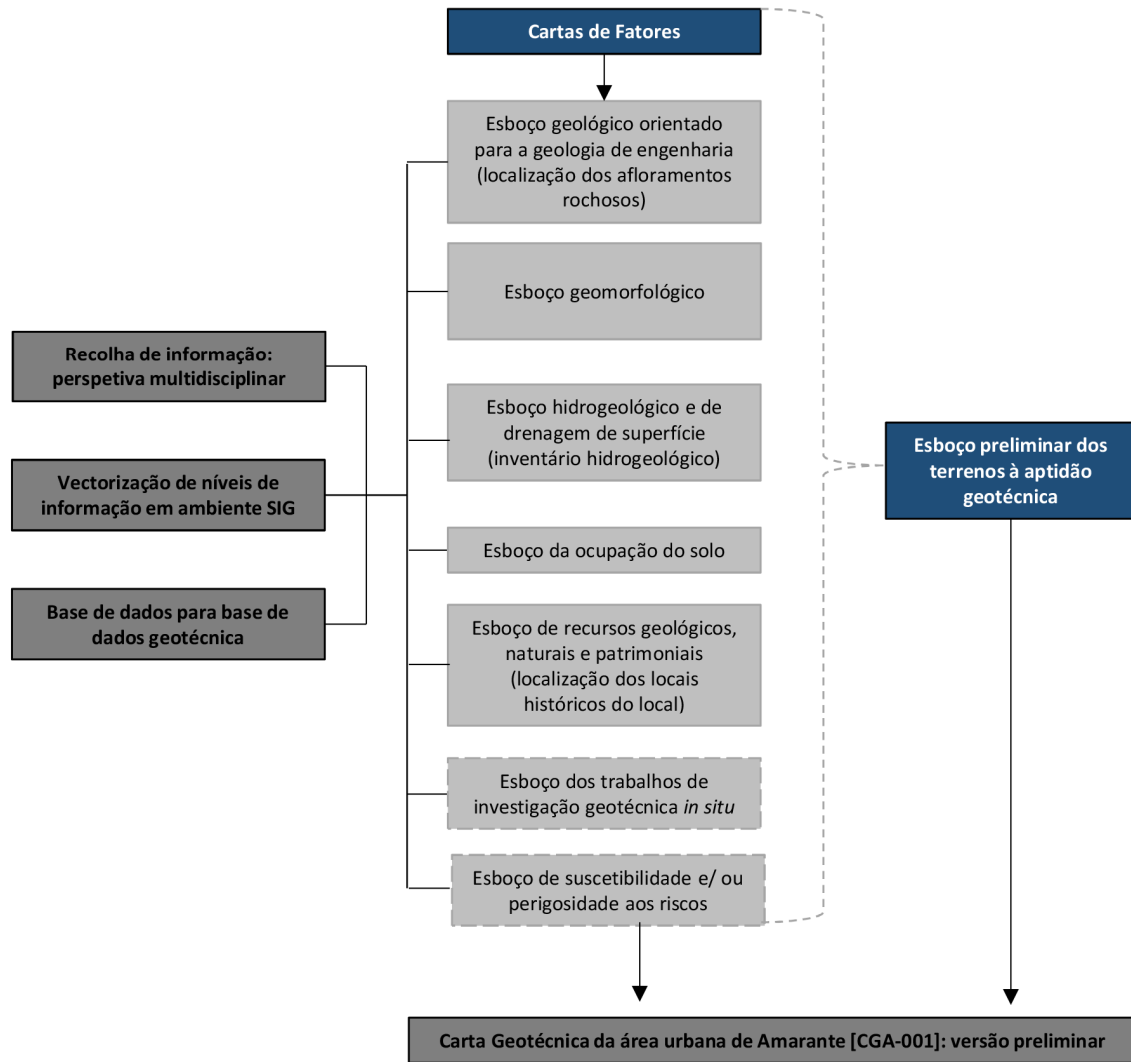 Cartas de Fatores
Esboço geológico orientado
para a geologia de engenharia
(localização dos afloramentos
rochosos)
Esboço geomorfológico
Recolha de informação:
perspetiva multidisciplinar
Esboço hidrogeológico e de
drenagem de superfície
(inventário hidrogeológico)
Esboço preliminar dos
terrenos à aptidão
geotécnica
Vectorização de níveis de
informação em ambiente SIG
Esboço da ocupação do solo
Base de dados para base de
dados geotécnica
Esboço de recursos geológicos,
naturais e patrimoniais
(localização dos locais
históricos do local)
Esboço dos trabalhos de
investigação geotécnica in situ
Esboço de suscetibilidade e/ ou
perigosidade aos riscos
Carta Geotécnica da área urbana de Amarante [CGA-001]: versão preliminar